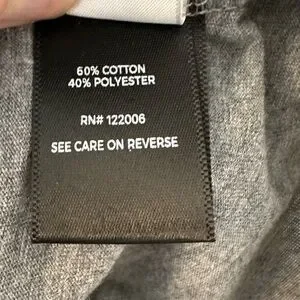 60% COTTON
40% POLYESTER
RN# 122006
SEE CARE ON REVERSE